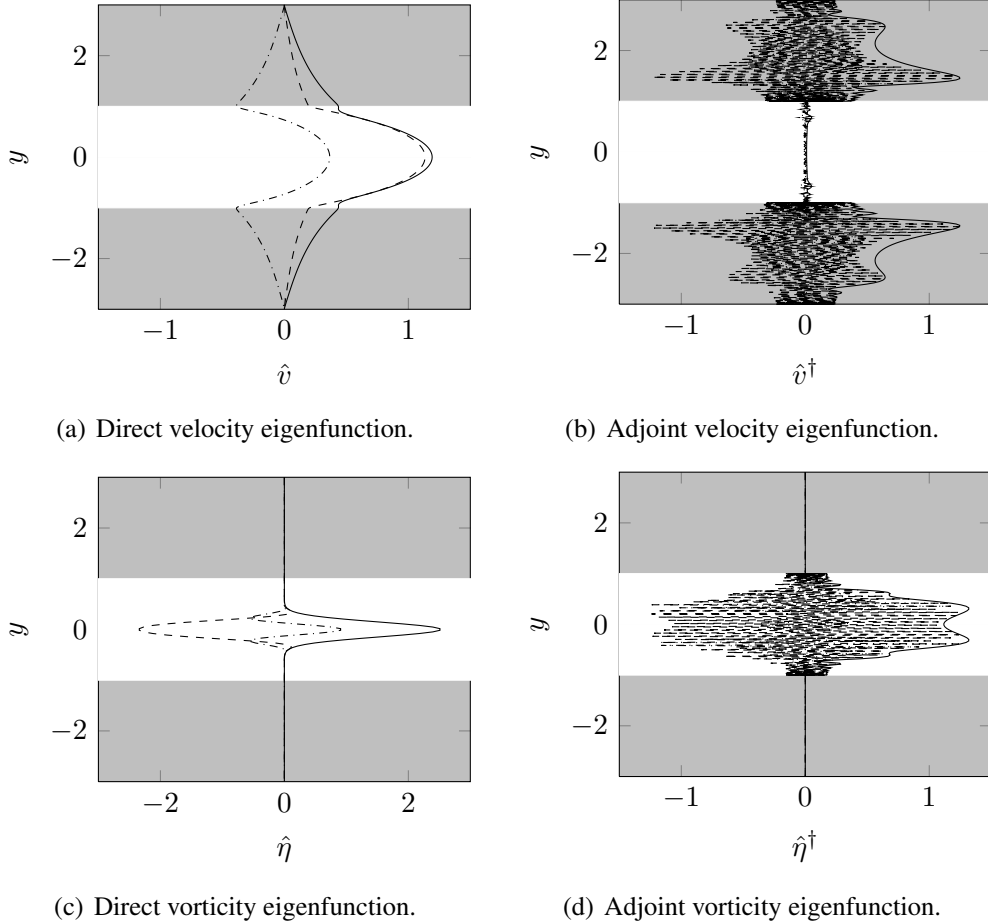 2
0
−2
y
−1
0
1
v̂
(a) Direct velocity eigenfunction.
2
0
−2
y
−1
0
1
v̂†
(b) Adjoint velocity eigenfunction.
2
0
−2
y
−2
0
2
η̂
(c) Direct vorticity eigenfunction.
2
0
−2
y
−1
0
1
η̂†
(d) Adjoint vorticity eigenfunction.